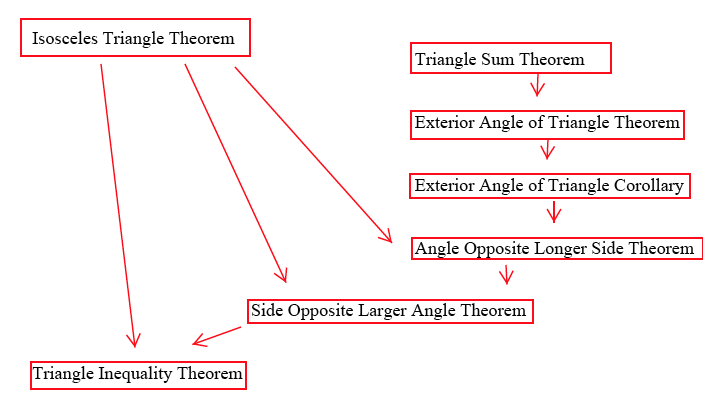 Isosceles Triangle Theorem
Triangle Sum Theorem
Exterior Angle of Triangle Theorem
Exterior Angle of Triangle Corollary
Angle Opposite Longer Side Theorem
Side Opposite Larger Angle Theorem
Triangle Inequality Theorem